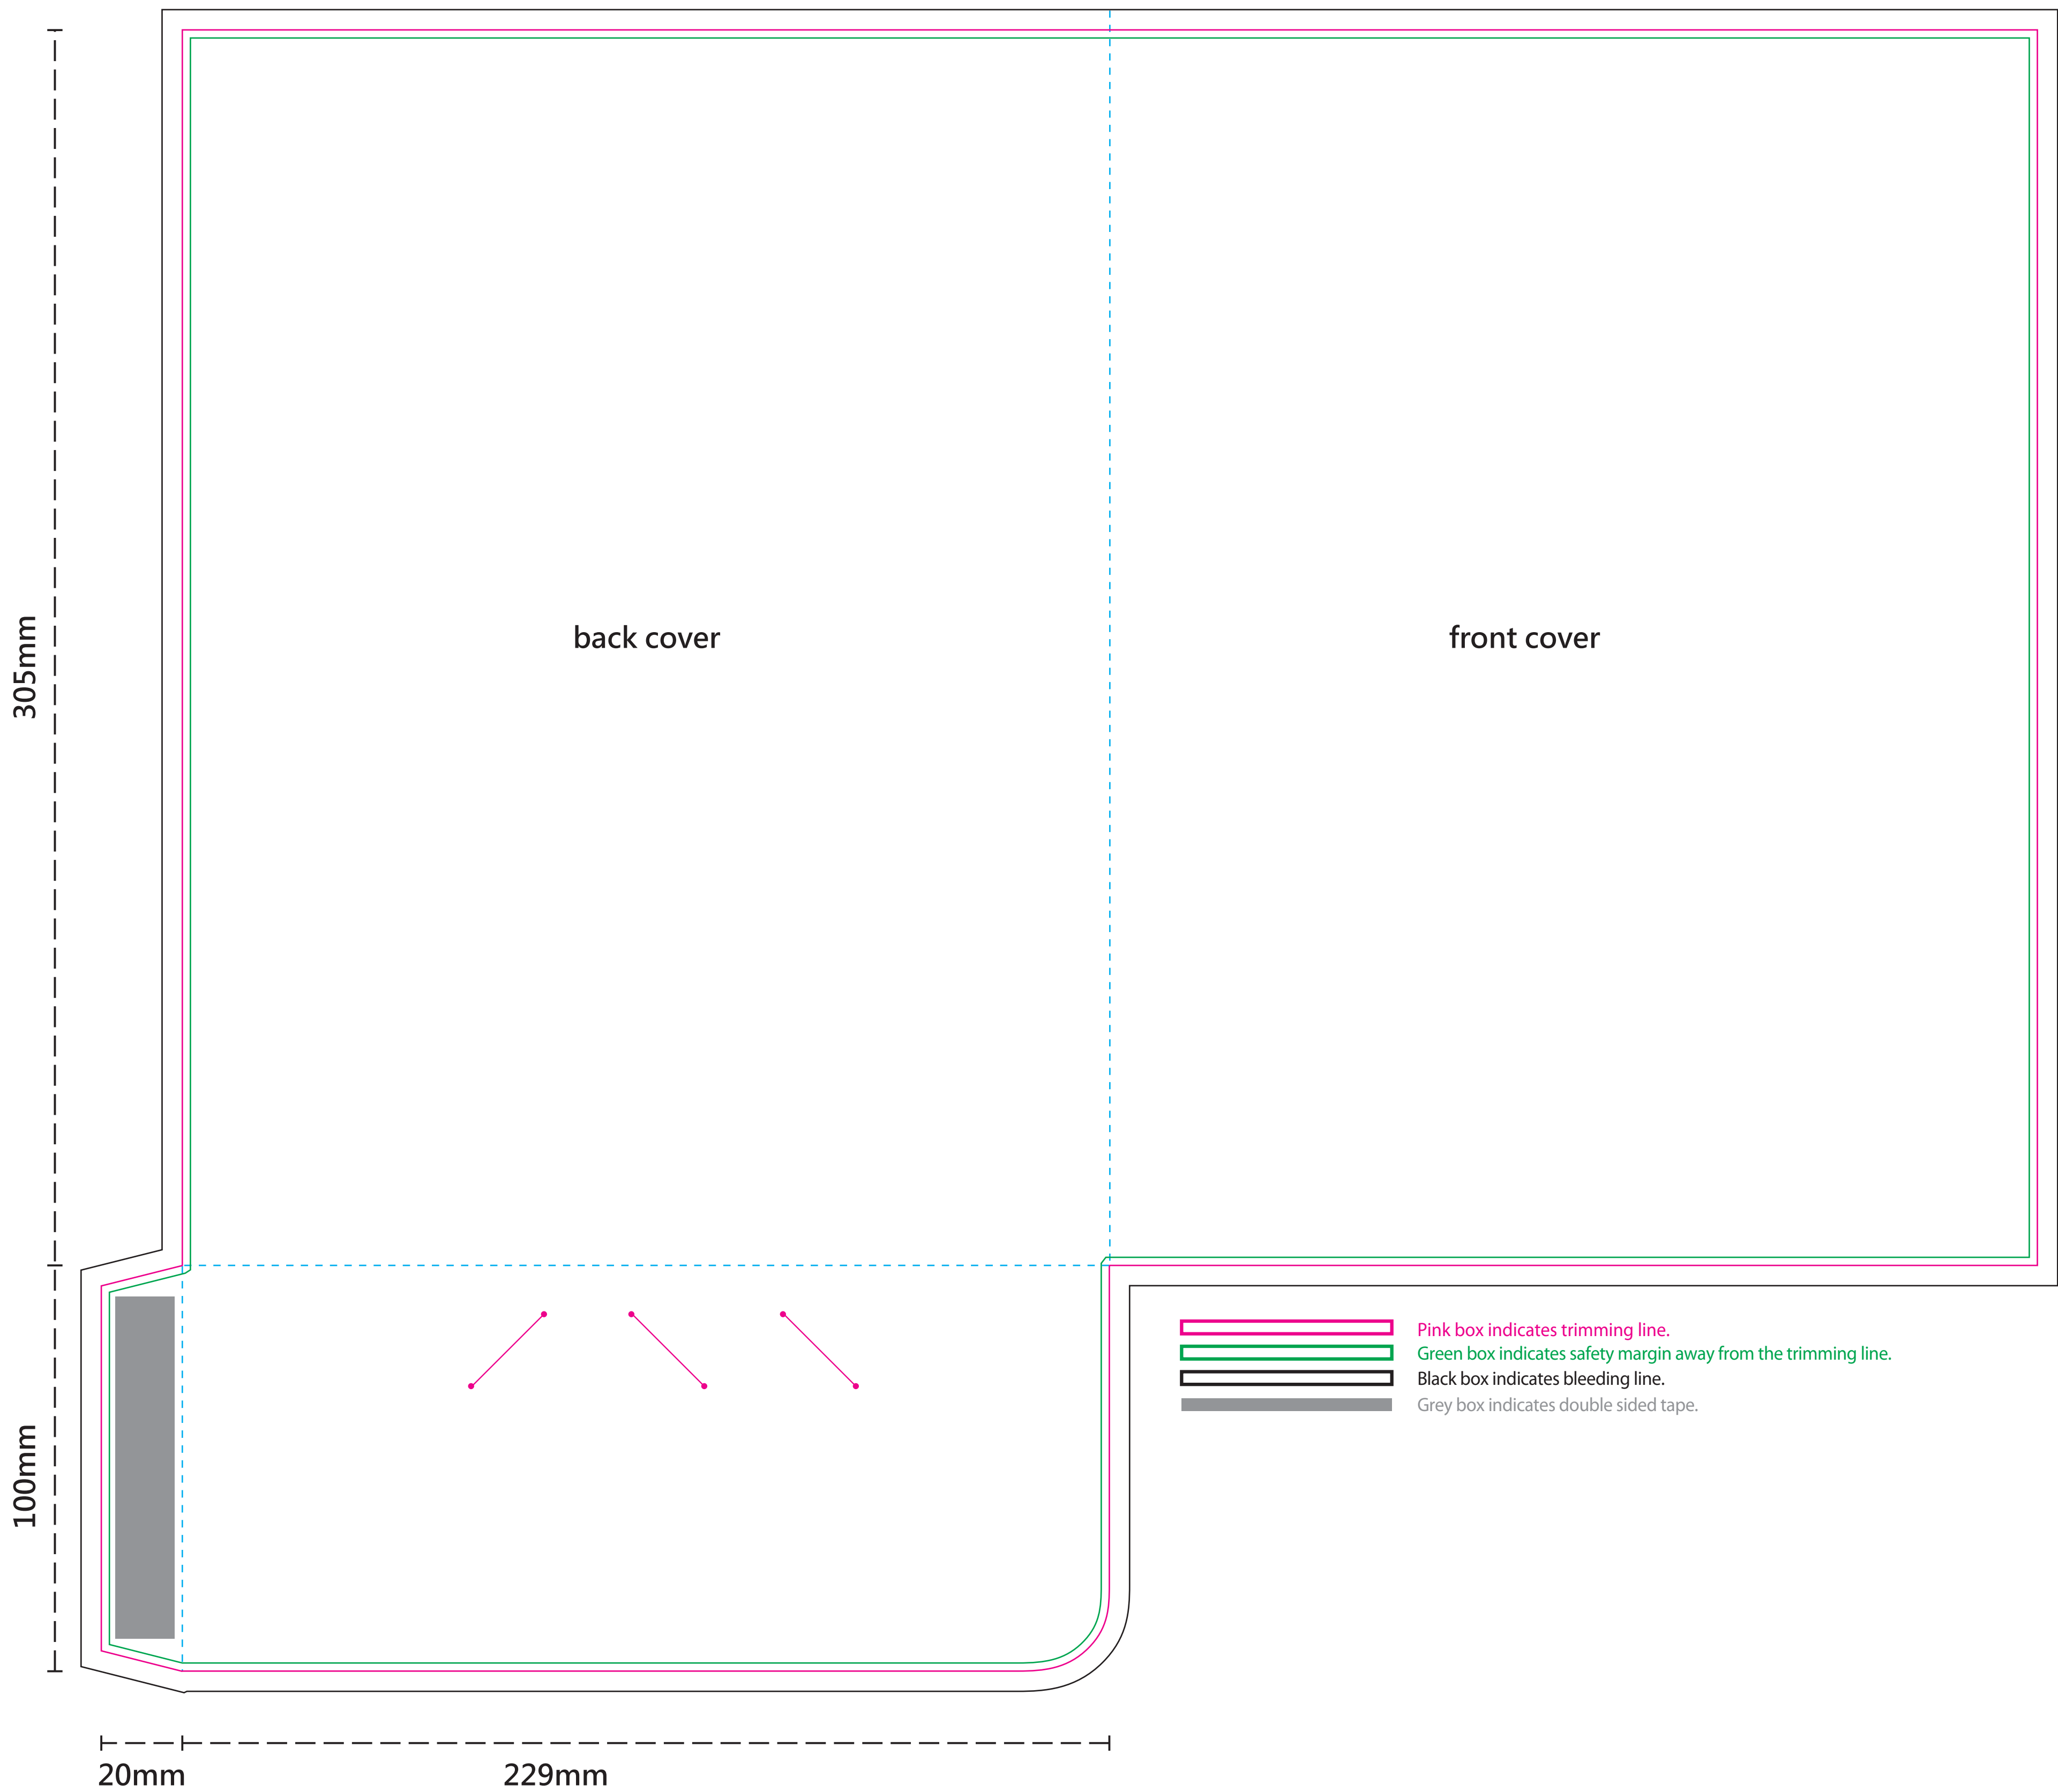 305mm
back cover
front cover
100mm
Pink box indicates trimming line.
Green box indicates safety margin away from the trimming line.
Black box indicates bleeding line.
Grey box indicates double sided tape.
20mm
229mm